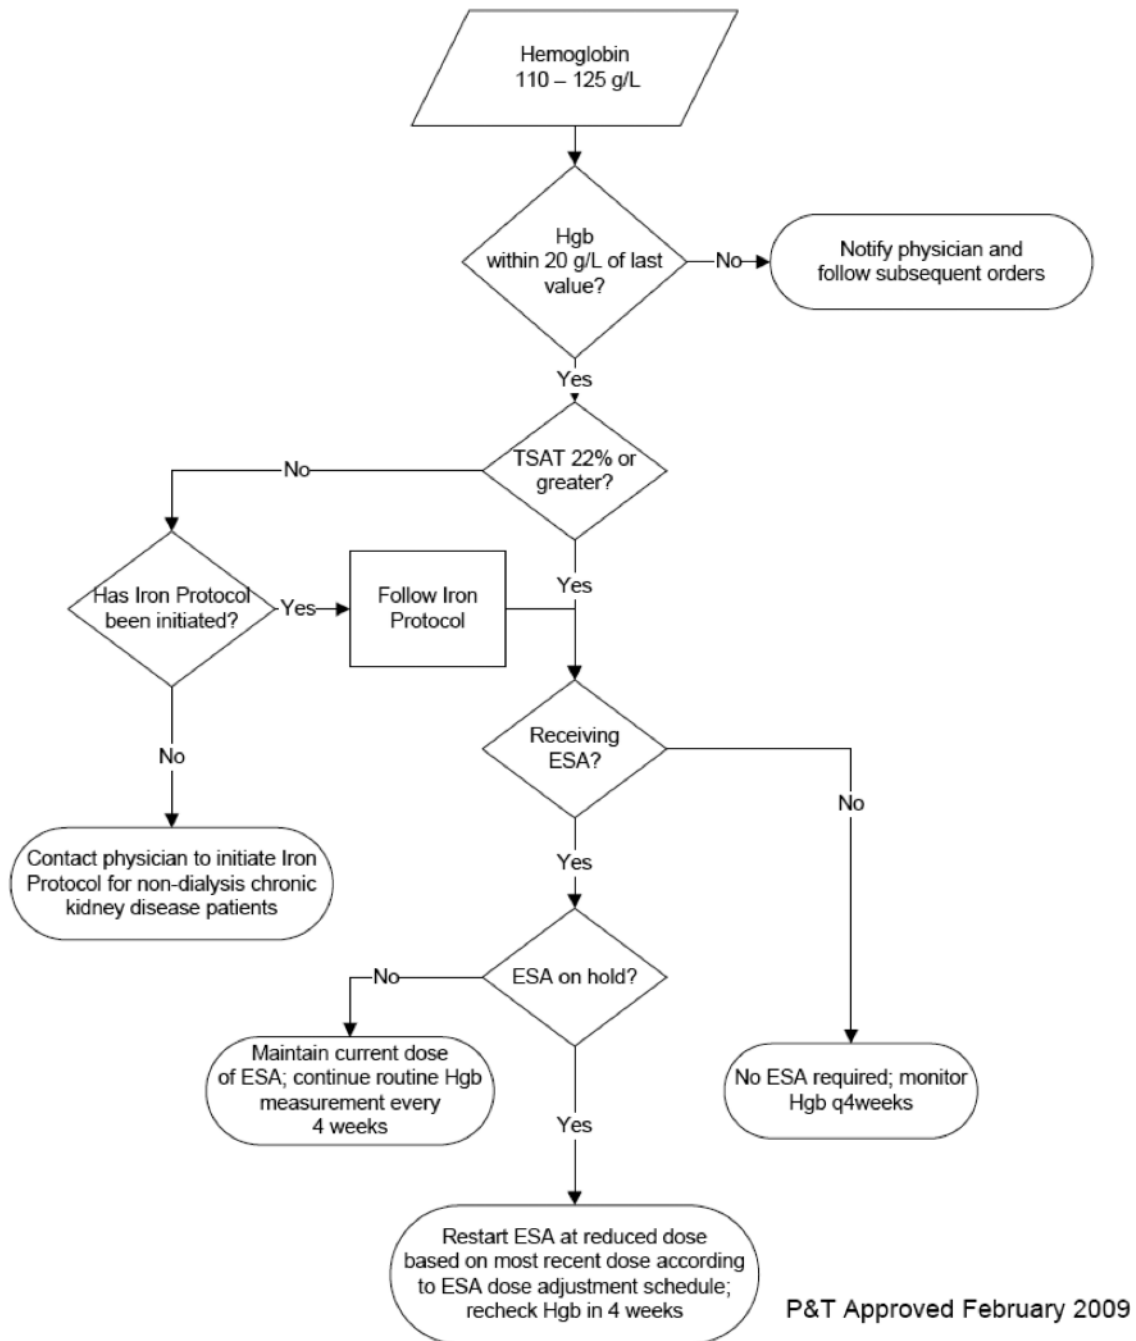 Hemoglobin
110 – 125 g/L
Hgb
within 20 g/L of last
value?
No
Notify physician and
follow subsequent orders
Yes
TSAT 22% or
greater?
No
Yes
Has Iron Protocol
been initiated?
Yes
Follow Iron
Protocol
No
Receiving
ESA?
No
Contact physician to initiate Iron
Protocol for non-dialysis chronic
kidney disease patients
Yes
ESA on hold?
No
Maintain current dose
of ESA; continue routine Hgb
measurement every
4 weeks
No ESA required; monitor
Hgb q4weeks
Yes
Restart ESA at reduced dose
based on most recent dose according
to ESA dose adjustment schedule;
recheck Hgb in 4 weeks
P&T Approved February 2009